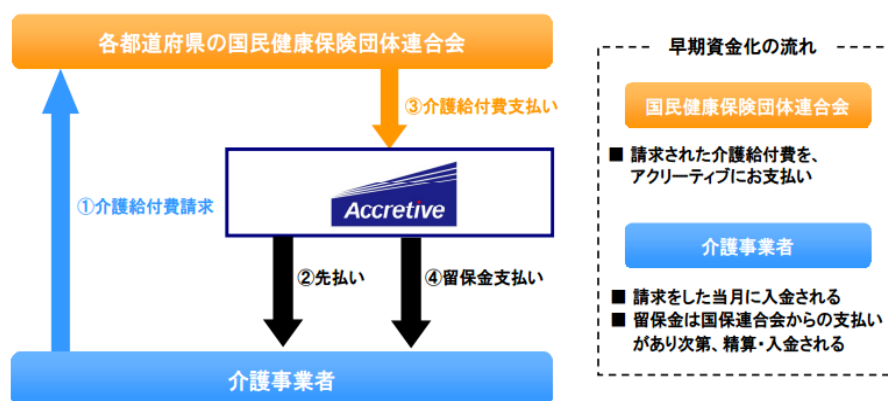 各都道府県の国民健康保険団体連合会
③介護給付費支払い
Accretive
①介護給付費請求
②先払い
④留保金支払い
介護事業者
早期資金化の流れ
国民健康保険団体連合会
■ 請求された介護給付費を、
アクリーティブにお支払い
介護事業者
■ 請求をした当月に入金される
■ 留保金は国保連合会からの支払い
があり次第、精算・入金される